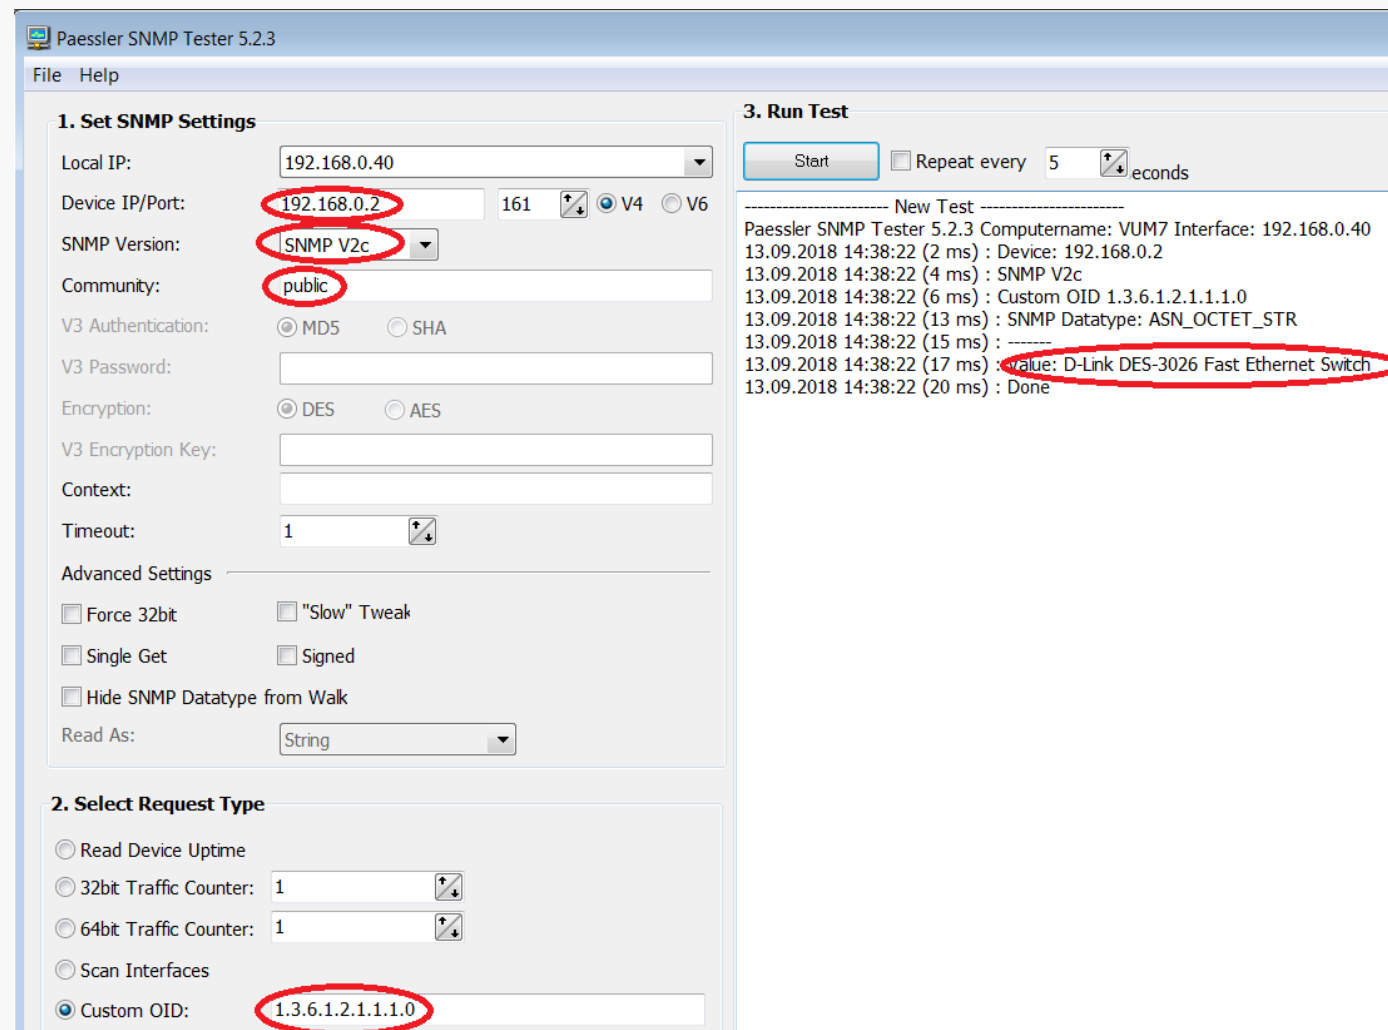 Paessler SNMP Tester 5.2.3
File Help
1. Set SNMP Settings
Local IP: 192.168.0.40
Device IP/Port: 192.168.0.2 161 V4 V6
SNMP Version: SNMP V2c
Community: public
V3 Authentication: MD5 SHA
V3 Password:
Encryption: DES AES
V3 Encryption Key:
Context:
Timeout: 1
Advanced Settings
Force 32bit "Slow" Tweak
Single Get Signed
Hide SNMP Datatype from Walk
Read As: String
2. Select Request Type
Read Device Uptime
32bit Traffic Counter: 1
64bit Traffic Counter: 1
Scan Interfaces
Custom OID: 1.3.6.1.2.1.1.1.0
3. Run Test
Start Repeat every 5 econds
----------------------- New Test -----------------------
Paessler SNMP Tester 5.2.3 Computername: VUM7 Interface: 192.168.0.40
13.09.2018 14:38:22 (2 ms) : Device: 192.168.0.2
13.09.2018 14:38:22 (4 ms) : SNMP V2c
13.09.2018 14:38:22 (6 ms) : Custom OID 1.3.6.1.2.1.1.1.0
13.09.2018 14:38:22 (13 ms) : SNMP Datatype: ASN_OCTET_STR
13.09.2018 14:38:22 (15 ms) : -------
13.09.2018 14:38:22 (17 ms) : Value: D-Link DES-3026 Fast Ethernet Switch
13.09.2018 14:38:22 (20 ms) : Done